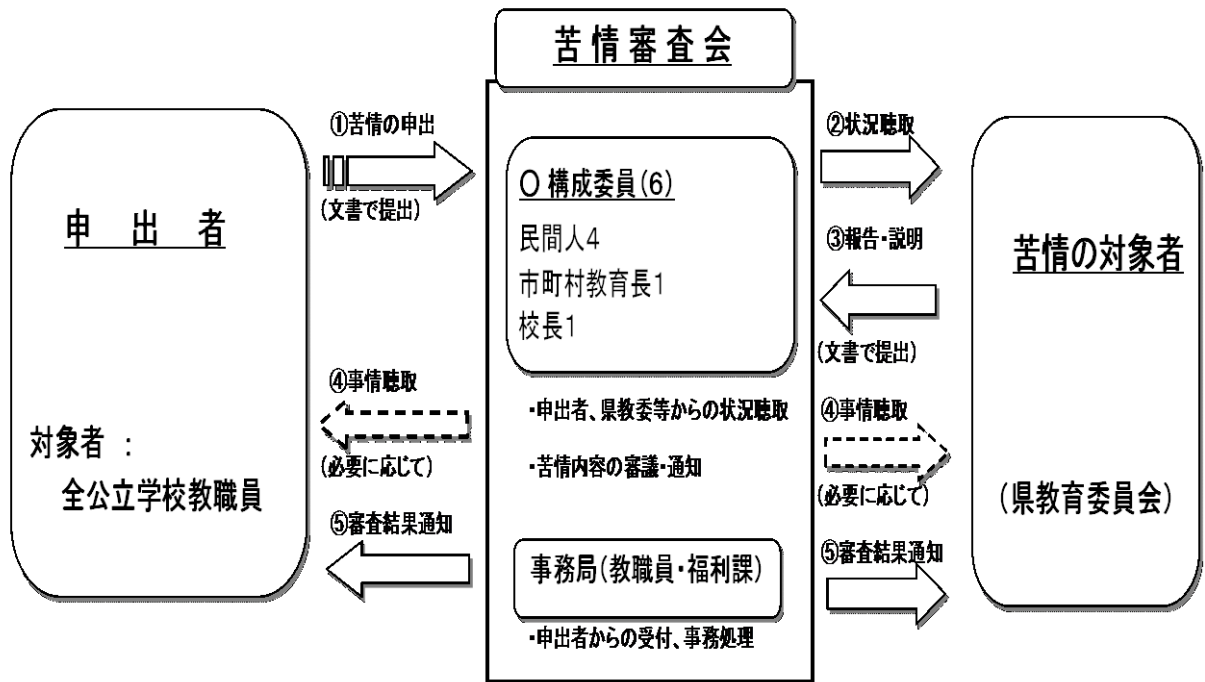 苦情審査会
①苦情の申出
(文書で提出)
申出者
対象者 :
全公立学校教職員
④事情聴取
(必要に応じて)
⑤審査結果通知
○構成委員(6)
民間人4
市町村教育長1
校長1
・申出者、県教委等からの状況聴取
・苦情内容の審議・通知
事務局(教職員・福利課)
・申出者からの受付、事務処理
②状況聴取
③報告・説明
(文書で提出)
④事情聴取
(必要に応じて)
⑤審査結果通知
苦情の対象者
(県教育委員会)